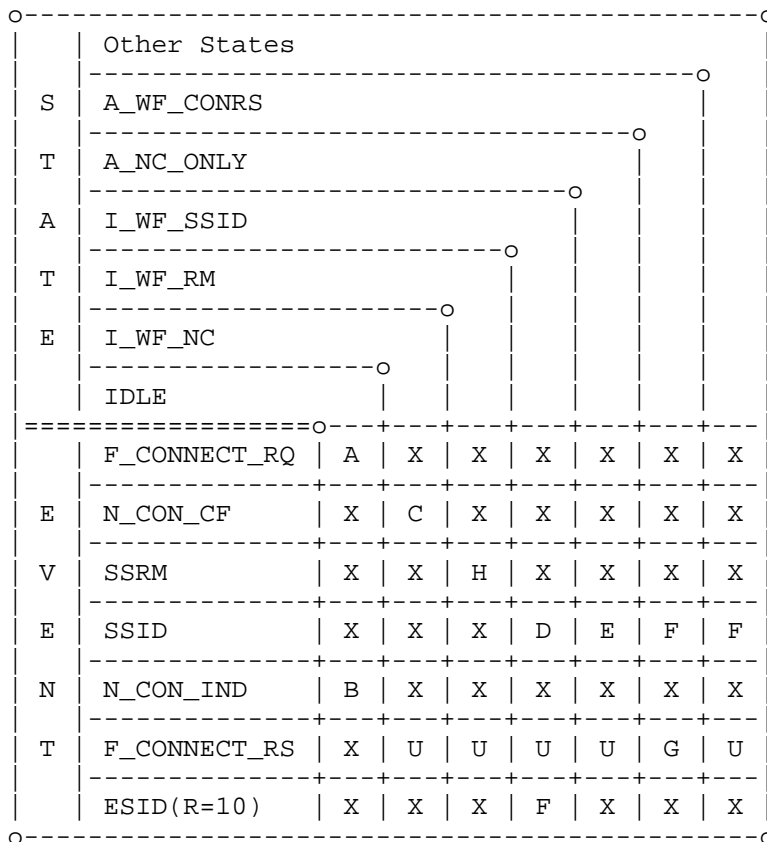 o----------------------------------------------o
|   | Other States                             |
|   |--------------------------------------o   |
| S | A_WF_CONRS                           |   |
|   |----------------------------------o   |   |
| T | A_NC_ONLY                        |   |   |
|   |------------------------------o   |   |   |
| A | I_WF_SSID                    |   |   |   |
|   |--------------------------o   |   |   |   |
| T | I_WF_RM                  |   |   |   |   |
|   |----------------------o   |   |   |   |   |
| E | I_WF_NC              |   |   |   |   |   |
|   |------------------o   |   |   |   |   |   |
|   | IDLE             |   |   |   |   |   |   |
|==================o---+---+---+---+---+---+---|
|   | F_CONNECT_RQ | A | X | X | X | X | X | X |
|   |--------------+---+---+---+---+---+---+---|
| E | N_CON_CF     | X | C | X | X | X | X | X |
|   |--------------+---+---+---+---+---+---+---|
| V | SSRM         | X | X | H | X | X | X | X |
|   |--------------+---+---+---+---+---+---+---|
| E | SSID         | X | X | X | D | E | F | F |
|   |--------------+---+---+---+---+---+---+---|
| N | N_CON_IND    | B | X | X | X | X | X | X |
|   |--------------+---+---+---+---+---+---+---|
| T | F_CONNECT_RS | X | U | U | U | U | G | U |
|   |--------------+---+---+---+---+---+---+---|
|   | ESID(R=10)   | X | X | X | F | X | X | X |
o----------------------------------------------o